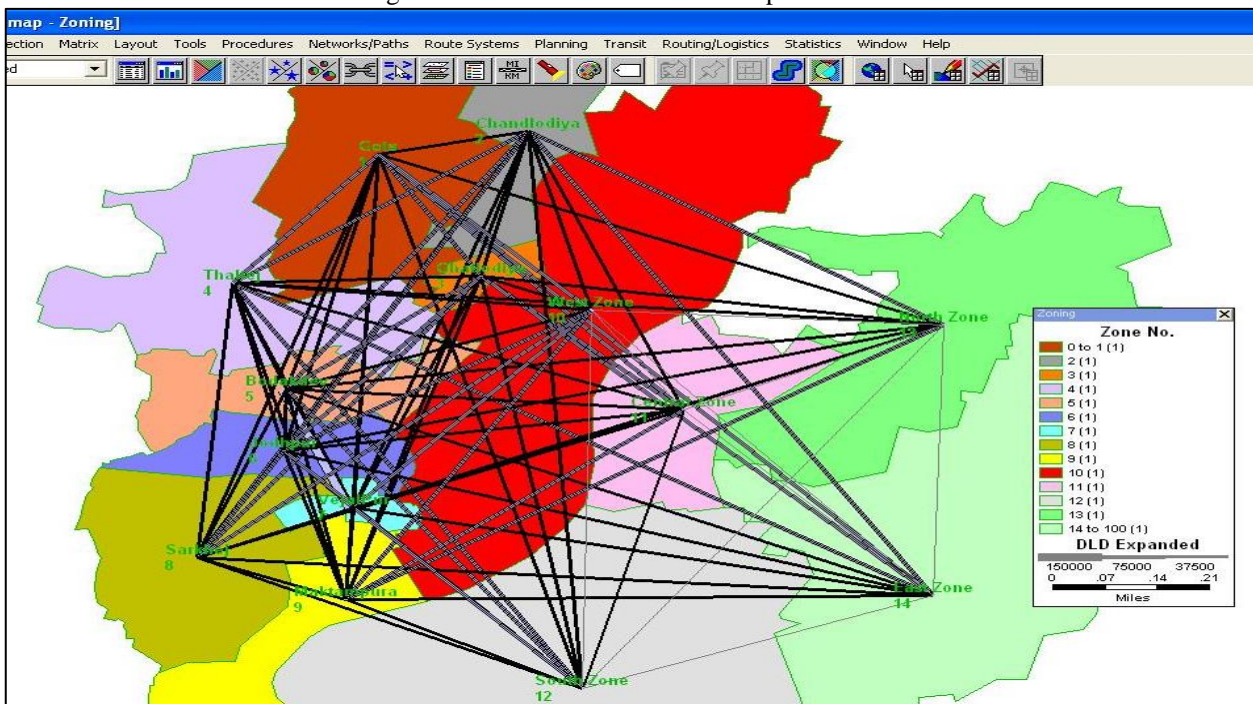 map - Zoning]
ection Matrix Layout Tools Procedures Networks/Paths Route Systems Planning Transit Routing/Logistics Statistics Window Help
ed MI KM
Chandlodiya
Gota
Thaltej
4
West Zone
10
North Zone
5
Central Zone
11
Sarkhej
8
Maktampura
9
East Zone
14
South Zone
12
Zoning
Zone No.
0 to 1 (1)
2 (1)
3 (1)
4 (1)
5 (1)
6 (1)
7 (1)
8 (1)
9 (1)
10 (1)
11 (1)
12 (1)
13 (1)
14 to 100 (1)
DLD Expanded
150000 75000 37500
0 .07 .14 .21
Miles